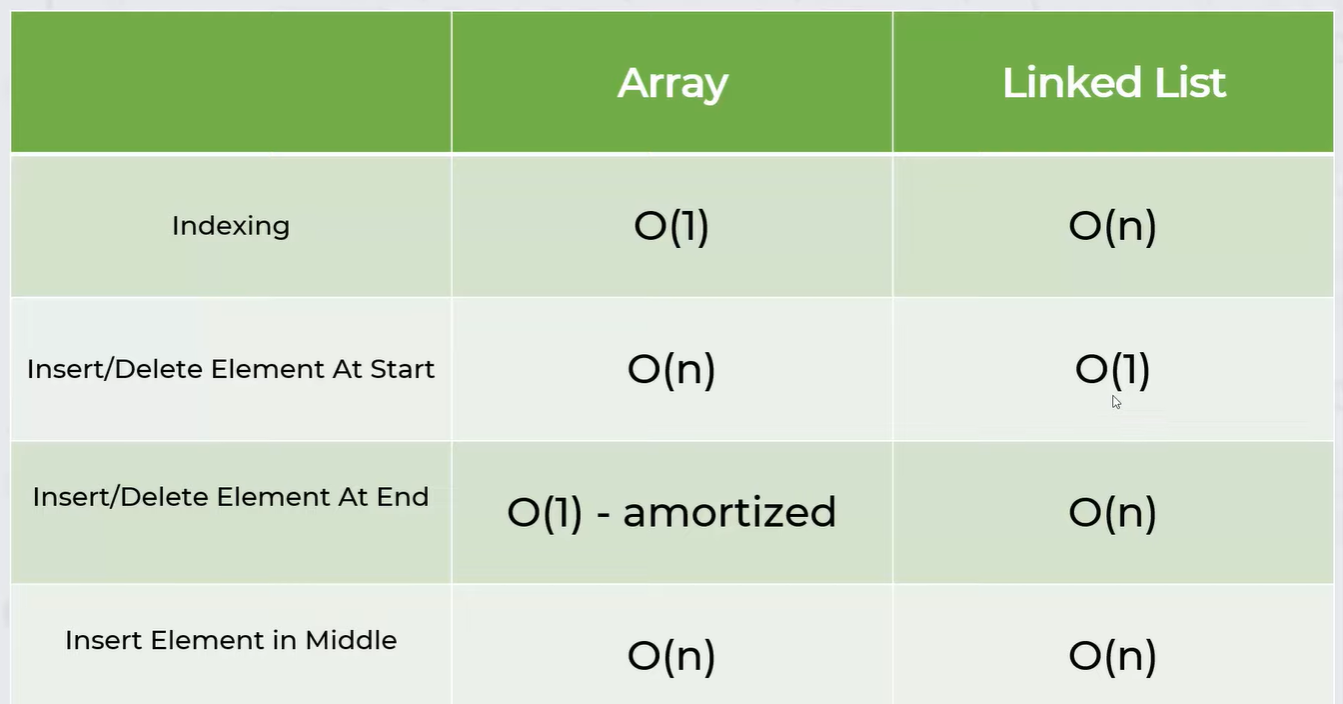 Array Linked List
Indexing O(1) O(n)
Insert/Delete Element At Start O(n) O(1)
Insert/Delete Element At End O(1) - amortized O(n)
Insert Element in Middle O(n) O(n)